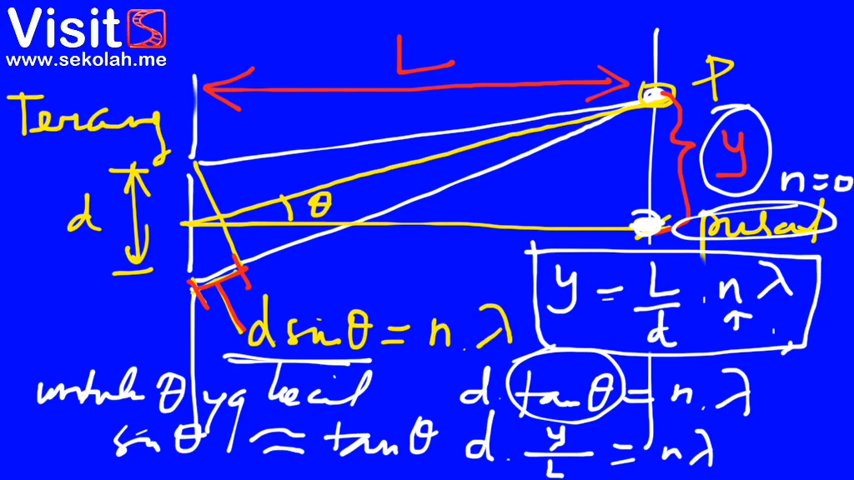 Visit S
www.sekolah.me
L
P
Terang
y
d
θ
n=0
pusat
y = L/d . n λ
d sin θ = n . λ
untuk θ yg kecil
d . tan θ = n . λ
sin θ ≈ tan θ
d . y/L = n λ